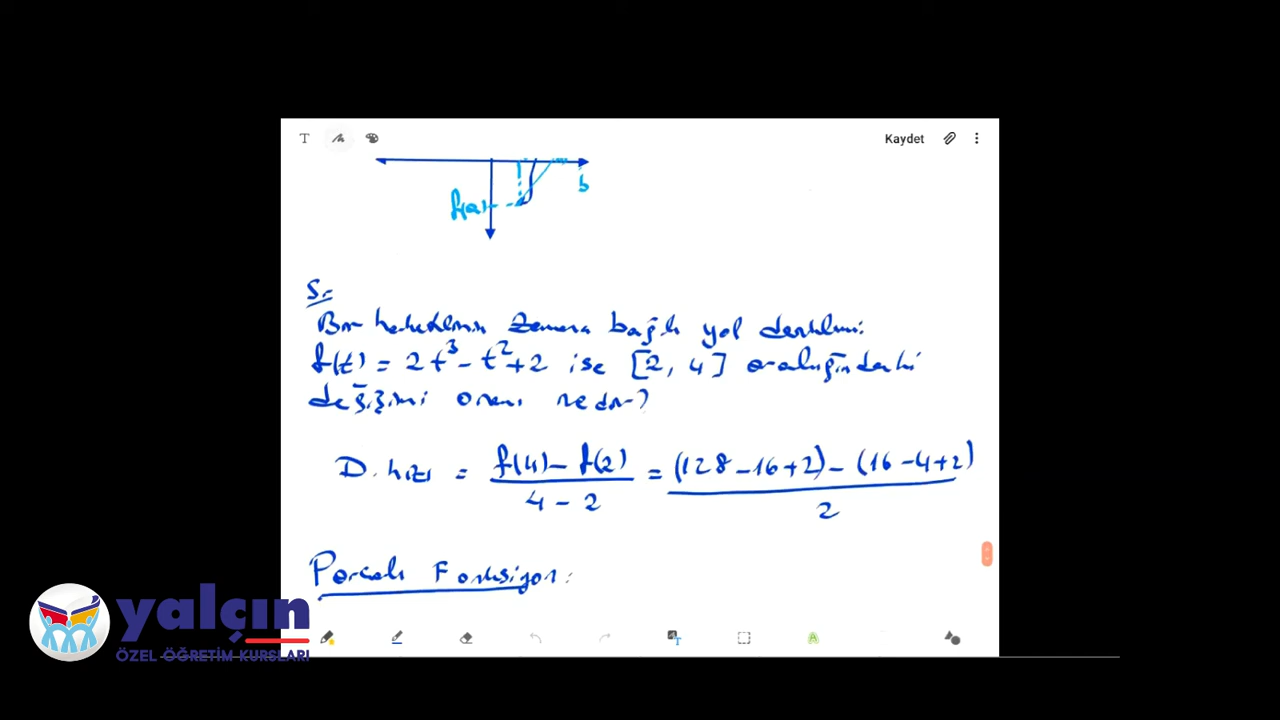 T Kaydet
b
f(a)
S:
Bir hareketlinin zamana bağlı yol denklemi
f(t) = 2t³ - t² + 2 ise [2, 4] aralığındaki
değişimi oranı nedir?
D. hızı = f(4) - f(2) / 4 - 2 = (128 - 16 + 2) - (16 - 4 + 2) / 2
Parçalı Fonksiyon:
yalçın
ÖZEL ÖĞRETİM KURSLARI